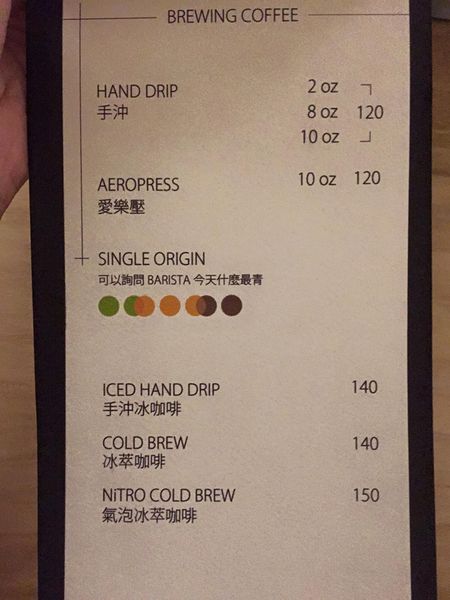 BREWING COFFEE
HAND DRIP 2 oz
手沖 8 oz 120
10 oz
AEROPRESS 10 oz 120
愛樂壓
SINGLE ORIGIN
可以詢問 BARISTA 今天什麼最青
ICED HAND DRIP 140
手沖冰咖啡
COLD BREW 140
冰萃咖啡
NiTRO COLD BREW 150
氣泡冰萃咖啡